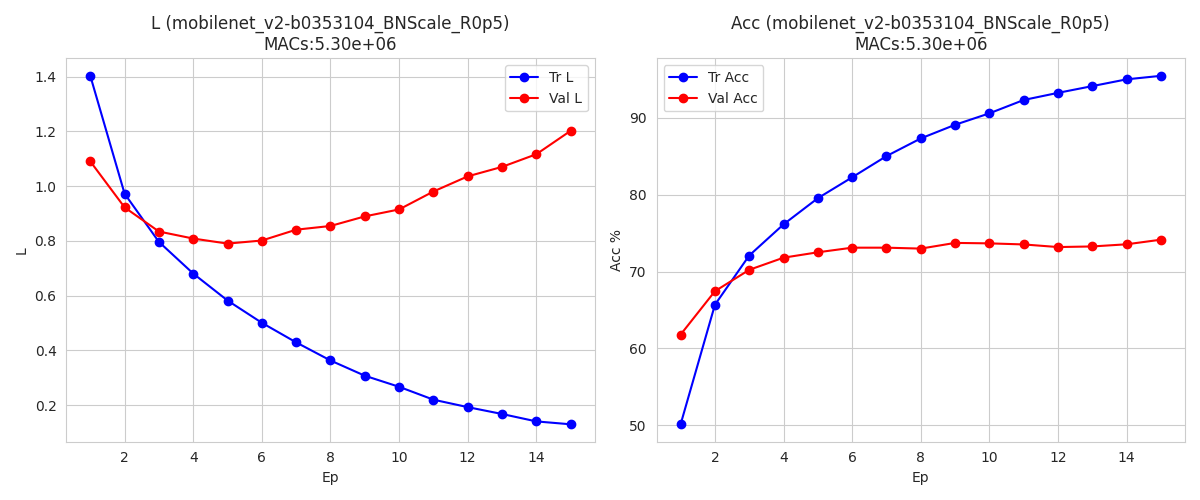 L (mobilenet_v2-b0353104_BNScale_R0p5)
MACs:5.30e+06
1.4
1.2
1.0
0.8
0.6
0.4
0.2
L
2
4
6
8
10
12
14
Ep
Tr L
Val L
Acc (mobilenet_v2-b0353104_BNScale_R0p5)
MACs:5.30e+06
90
80
70
60
50
Acc %
2
4
6
8
10
12
14
Ep
Tr Acc
Val Acc